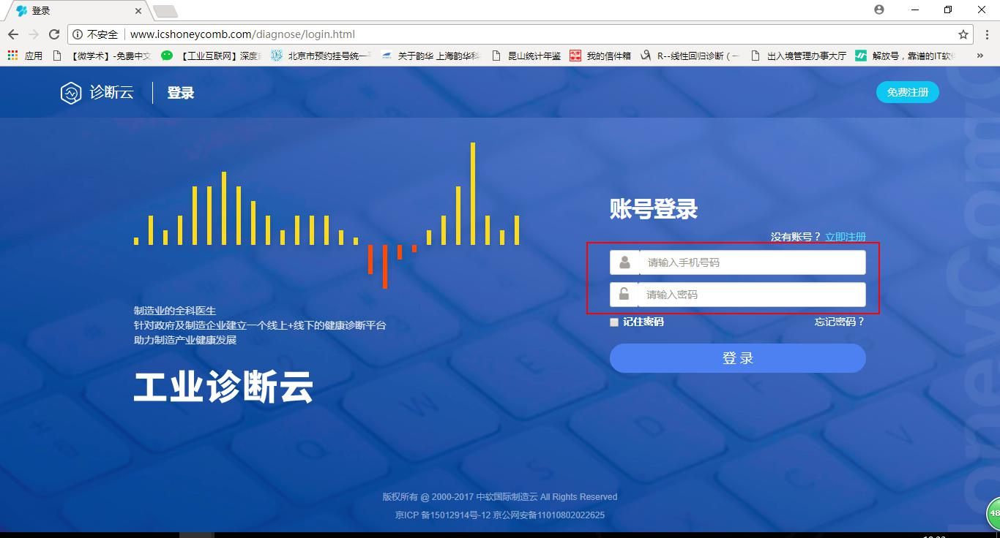 登录
不安全 www.icshoneycomb.com/diagnose/login.html
应用 【微学术】-免费中文 【工业互联网】深度 北京市预约挂号统一 关于韵华 上海韵华科 昆山统计年鉴 我的信件箱 R--线性回归诊断（一 出入境管理办事大厅 解放号，靠谱的IT软件 »
诊断云 登录
免费注册
账号登录
没有账号？ 立即注册
请输入手机号码
请输入密码
记住密码 忘记密码？
登 录
制造业的全科医生
针对政府及制造企业建立一个线上+线下的健康诊断平台
助力制造产业健康发展
工业诊断云
版权所有 @ 2000-2017 中软国际制造云 All Rights Reserved
京ICP 备15012914号-12 京公网安备11010802022625
48